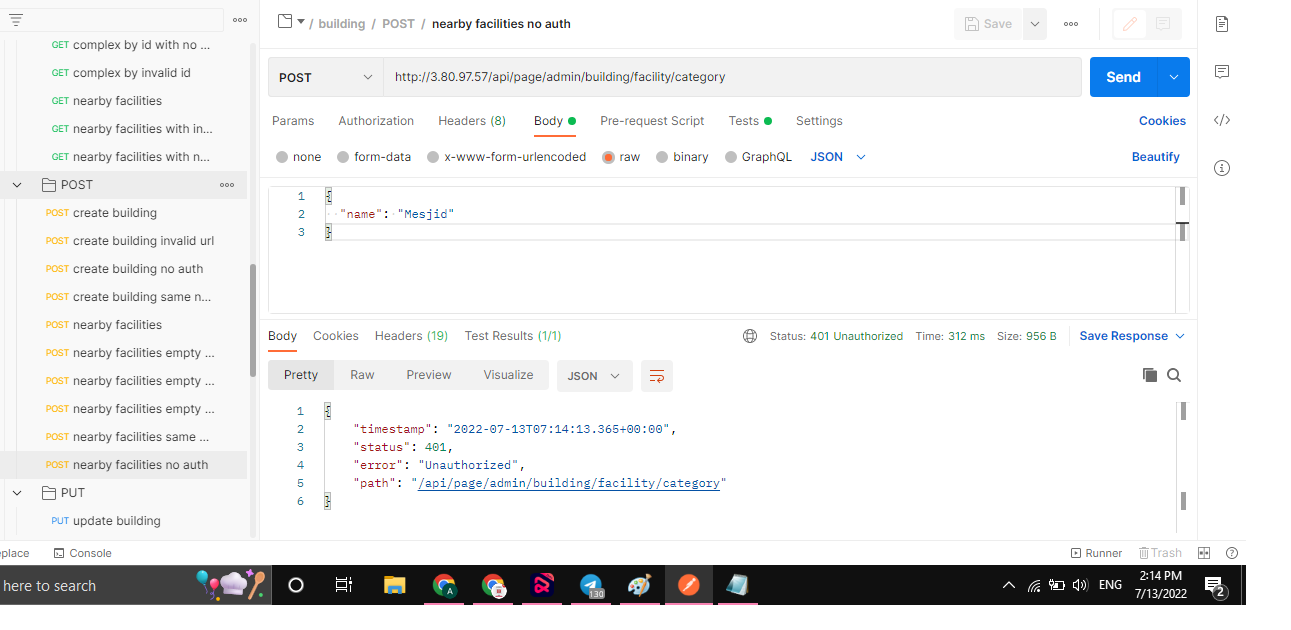 GET complex by id with no ...
GET complex by invalid id
GET nearby facilities
GET nearby facilities with in...
GET nearby facilities with n...
POST
POST create building
POST create building invalid url
POST create building no auth
POST create building same n...
POST nearby facilities
POST nearby facilities empty ...
POST nearby facilities empty ...
POST nearby facilities empty ...
POST nearby facilities same ...
POST nearby facilities no auth
PUT
PUT update building
/ building / POST / nearby facilities no auth
Save
POST
http://3.80.97.57/api/page/admin/building/facility/category
Send
Params Authorization Headers (8) Body Pre-request Script Tests Settings Cookies
none form-data x-www-form-urlencoded raw binary GraphQL JSON Beautify
1 {
2 "name": "Mesjid"
3 }
Body Cookies Headers (19) Test Results (1/1) Status: 401 Unauthorized Time: 312 ms Size: 956 B Save Response
Pretty Raw Preview Visualize JSON
1 {
2 "timestamp": "2022-07-13T07:14:13.365+00:00",
3 "status": 401,
4 "error": "Unauthorized",
5 "path": "/api/page/admin/building/facility/category"
6 }
eplace Console Runner Trash
here to search
A
130
ENG
2:14 PM
7/13/2022
2